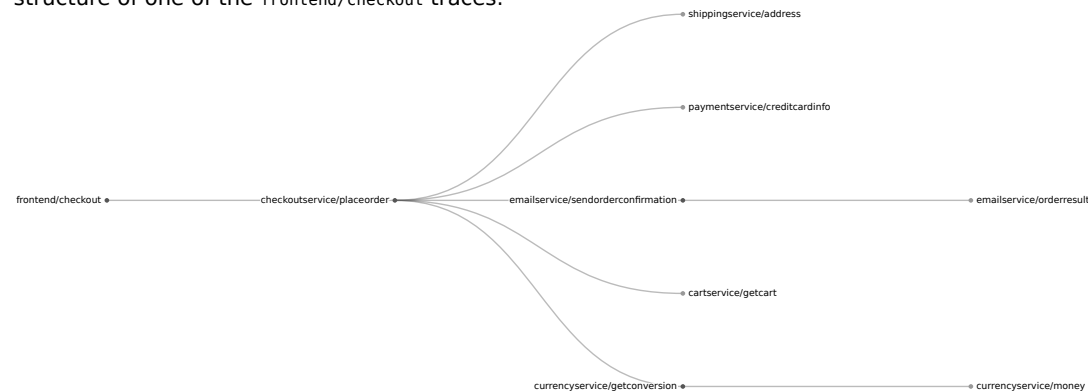 structure of one of the frontend/checkout traces:
shippingservice/address
paymentservice/creditcardinfo
frontend/checkout
checkoutservice/placeorder
emailservice/sendorderconfirmation
emailservice/orderresult
cartservice/getcart
currencyservice/getconversion
currencyservice/money